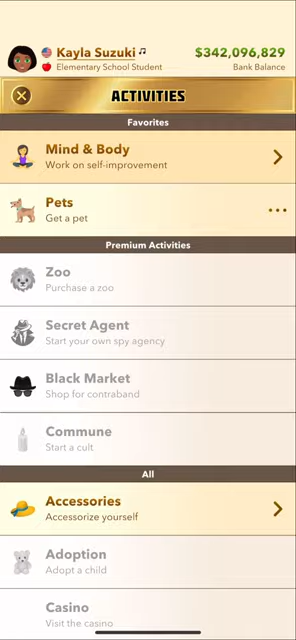 Kayla Suzuki
$342,096,829
Elementary School Student
Bank Balance
ACTIVITIES
Favorites
Mind & Body
Work on self-improvement
Pets
Get a pet
Premium Activities
Zoo
Purchase a zoo
Secret Agent
Start your own spy agency
Black Market
Shop for contraband
Commune
Start a cult
All
Accessories
Accessorize yourself
Adoption
Adopt a child
Casino
Visit the casino